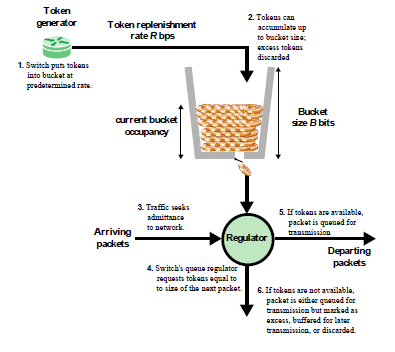 Token
generator
Token replenishment
rate R bps
2. Tokens can
accumulate up
to bucket size;
excess tokens
discarded
1. Switch puts tokens
into bucket at
predetermined rate.
current bucket
occupancy
Bucket
size B bits
3. Traffic seeks
admittance
to network.
5. If tokens are available,
packet is queued for
transmission
Arriving
packets
Regulator
Departing
packets
4. Switch's queue regulator
requests tokens equal to
to size of the next packet.
6. If tokens are not available,
packet is either queued for
transmission but marked as
excess, buffered for later
transmission, or discarded.